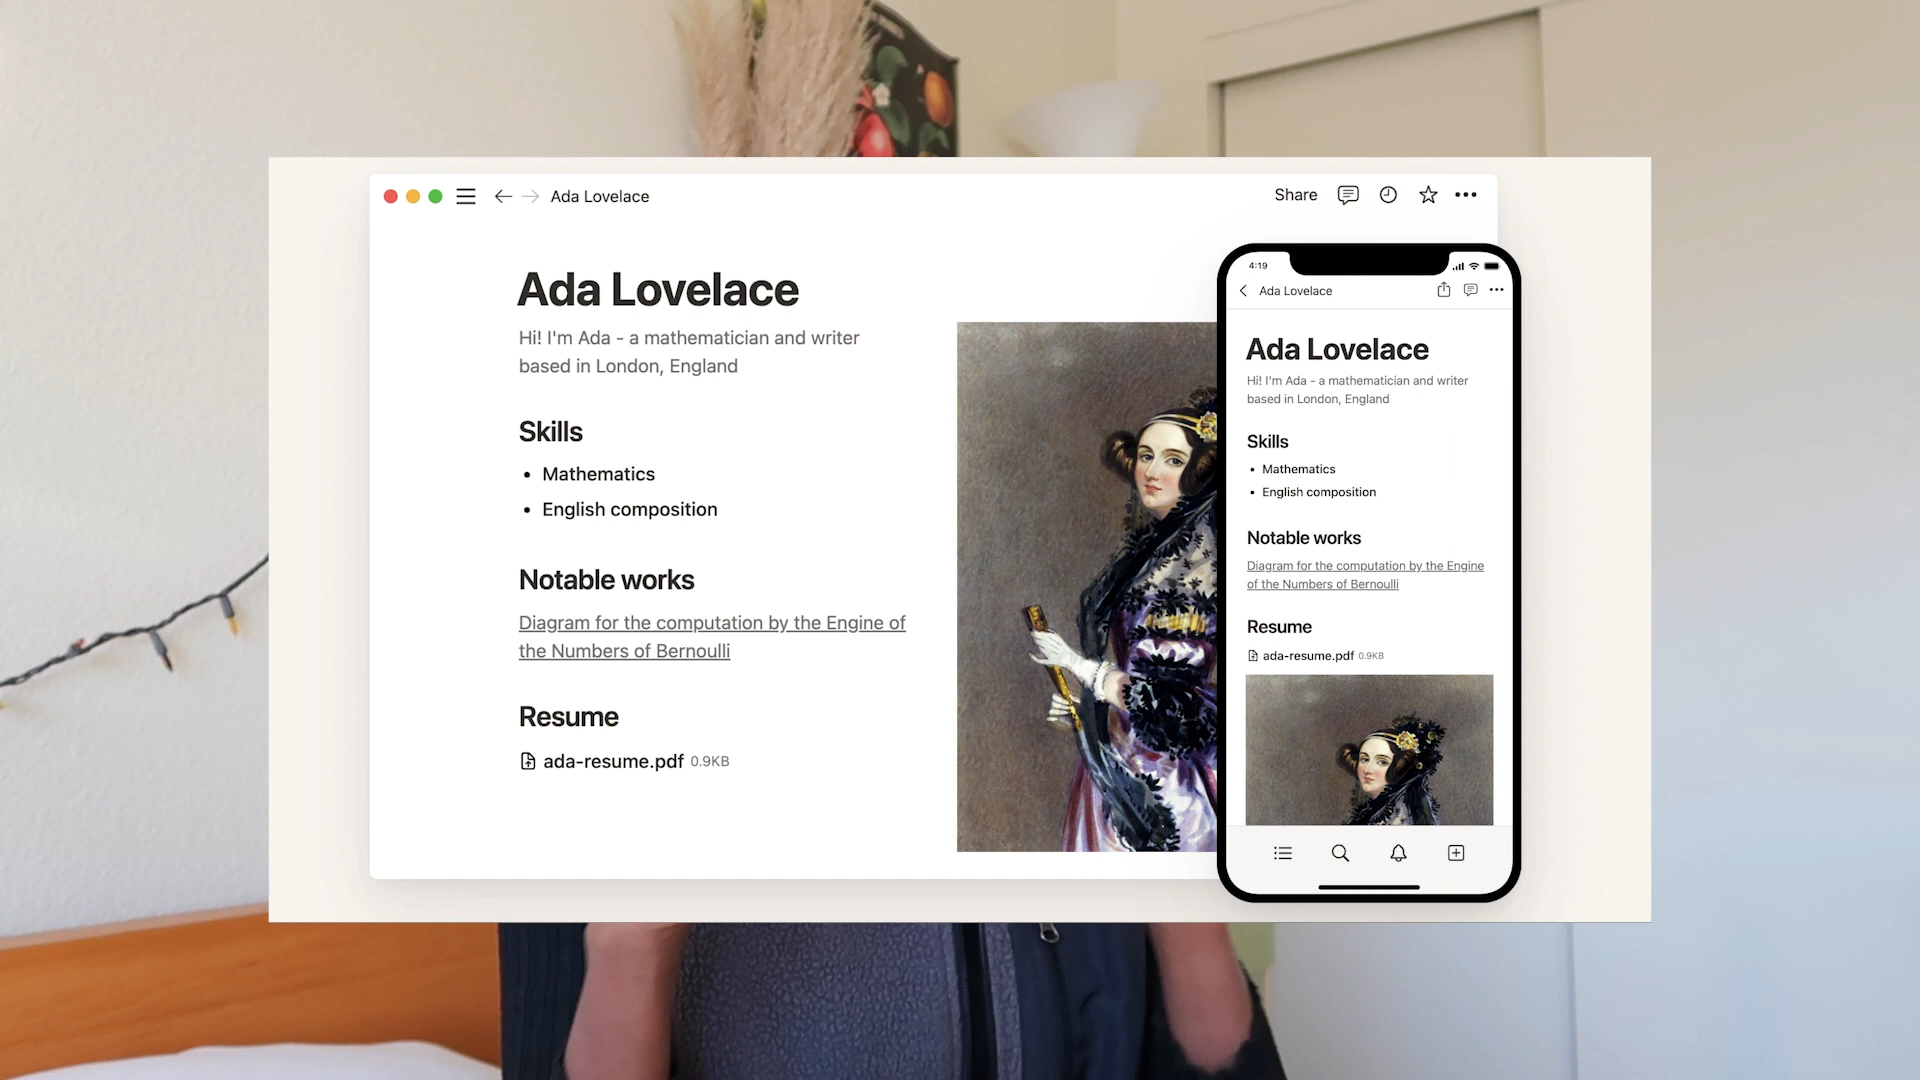 Ada Lovelace
Share
Ada Lovelace
Hi! I'm Ada - a mathematician and writer
based in London, England
Skills
• Mathematics
• English composition
Notable works
Diagram for the computation by the Engine of
the Numbers of Bernoulli
Resume
ada-resume.pdf 0.9KB
4:19
Ada Lovelace
Ada Lovelace
Hi! I'm Ada - a mathematician and writer
based in London, England
Skills
• Mathematics
• English composition
Notable works
Diagram for the computation by the Engine
of the Numbers of Bernoulli
Resume
ada-resume.pdf 0.9KB